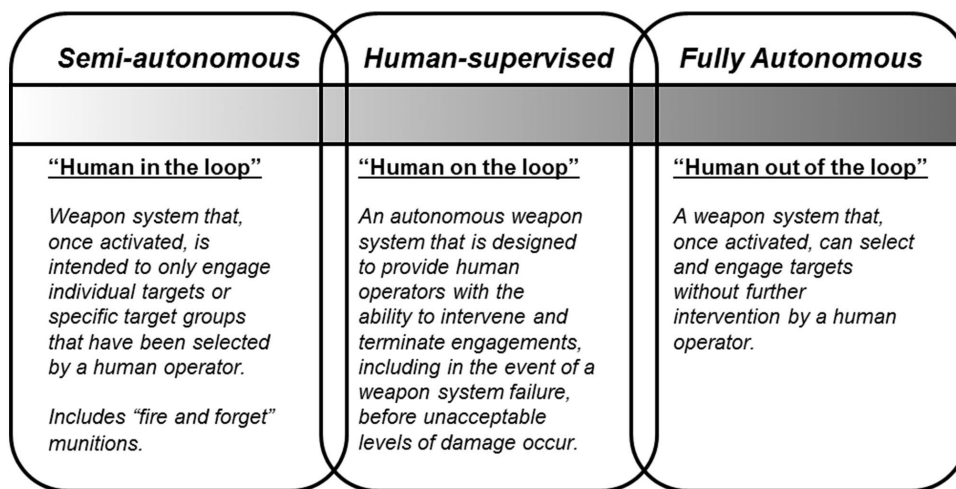 Semi-autonomous
Human-supervised
Fully Autonomous
“Human in the loop”
Weapon system that,
once activated, is
intended to only engage
individual targets or
specific target groups
that have been selected
by a human operator.
Includes “fire and forget”
munitions.
“Human on the loop”
An autonomous weapon
system that is designed
to provide human
operators with the
ability to intervene and
terminate engagements,
including in the event of a
weapon system failure,
before unacceptable
levels of damage occur.
“Human out of the loop”
A weapon system that,
once activated, can select
and engage targets
without further
intervention by a human
operator.